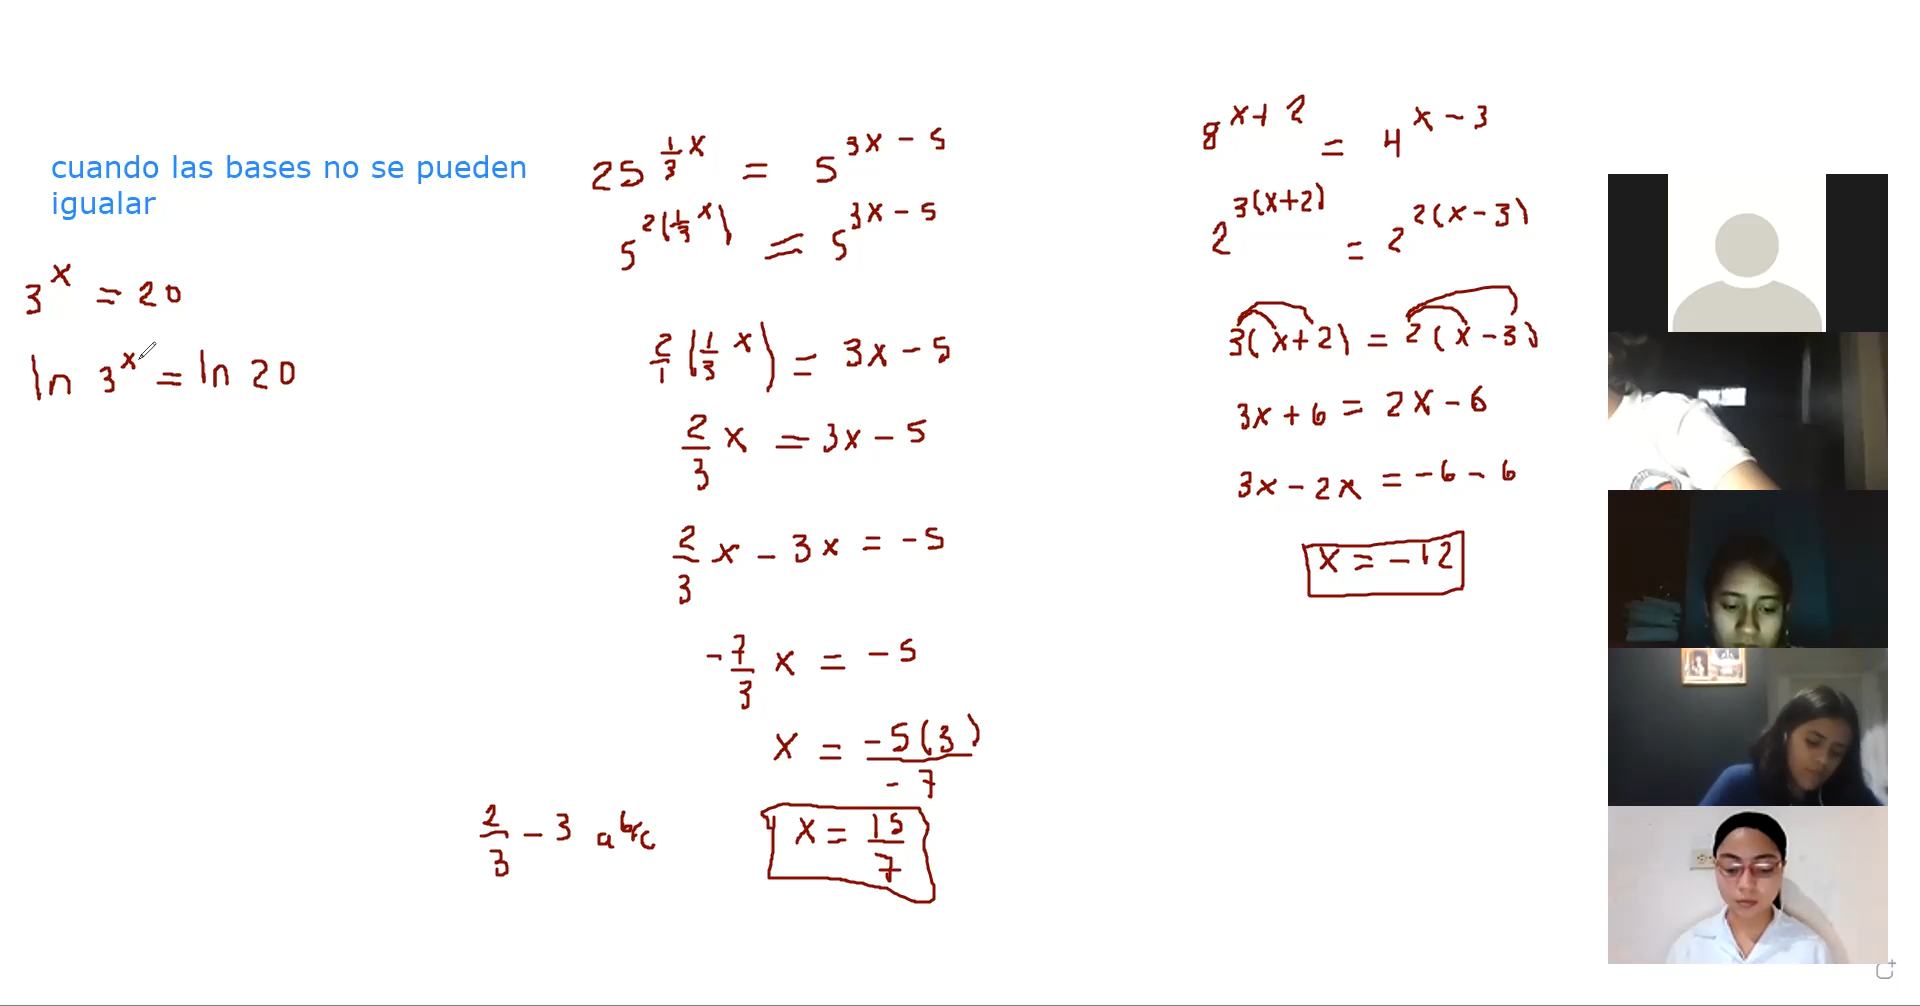 cuando las bases no se pueden
igualar
3^x = 20
ln 3^x = ln 20
25^(1/3 x) = 5^(3x - 5)
5^(2(1/3 x)) = 5^(3x - 5)
2/1 (1/3 x) = 3x - 5
2/3 x = 3x - 5
2/3 x - 3x = -5
-7/3 x = -5
x = -5(3)/-7
2/3 - 3 a b/c
x = 15/7
8^(x+2) = 4^(x-3)
2^(3(x+2)) = 2^(2(x-3))
3(x+2) = 2(x-3)
3x + 6 = 2x - 6
3x - 2x = -6 - 6
x = -12